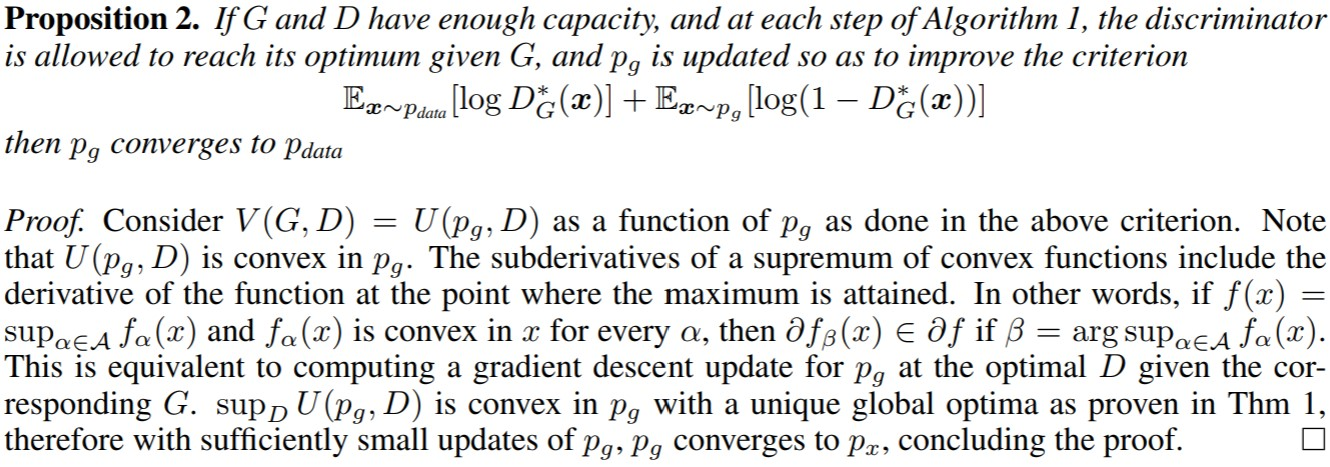 Proposition 2. If G and D have enough capacity, and at each step of Algorithm 1, the discriminator
is allowed to reach its optimum given G, and p_g is updated so as to improve the criterion
𝔼_{x∼p_data}[log D*_G(x)] + 𝔼_{x∼p_g}[log(1 − D*_G(x))]
then p_g converges to p_data
Proof. Consider V(G, D) = U(p_g, D) as a function of p_g as done in the above criterion. Note
that U(p_g, D) is convex in p_g. The subderivatives of a supremum of convex functions include the
derivative of the function at the point where the maximum is attained. In other words, if f(x) =
sup_{α∈𝒜} f_α(x) and f_α(x) is convex in x for every α, then ∂f_β(x) ∈ ∂f if β = arg sup_{α∈𝒜} f_α(x).
This is equivalent to computing a gradient descent update for p_g at the optimal D given the cor-
responding G. sup_D U(p_g, D) is convex in p_g with a unique global optima as proven in Thm 1,
therefore with sufficiently small updates of p_g, p_g converges to p_x, concluding the proof. □